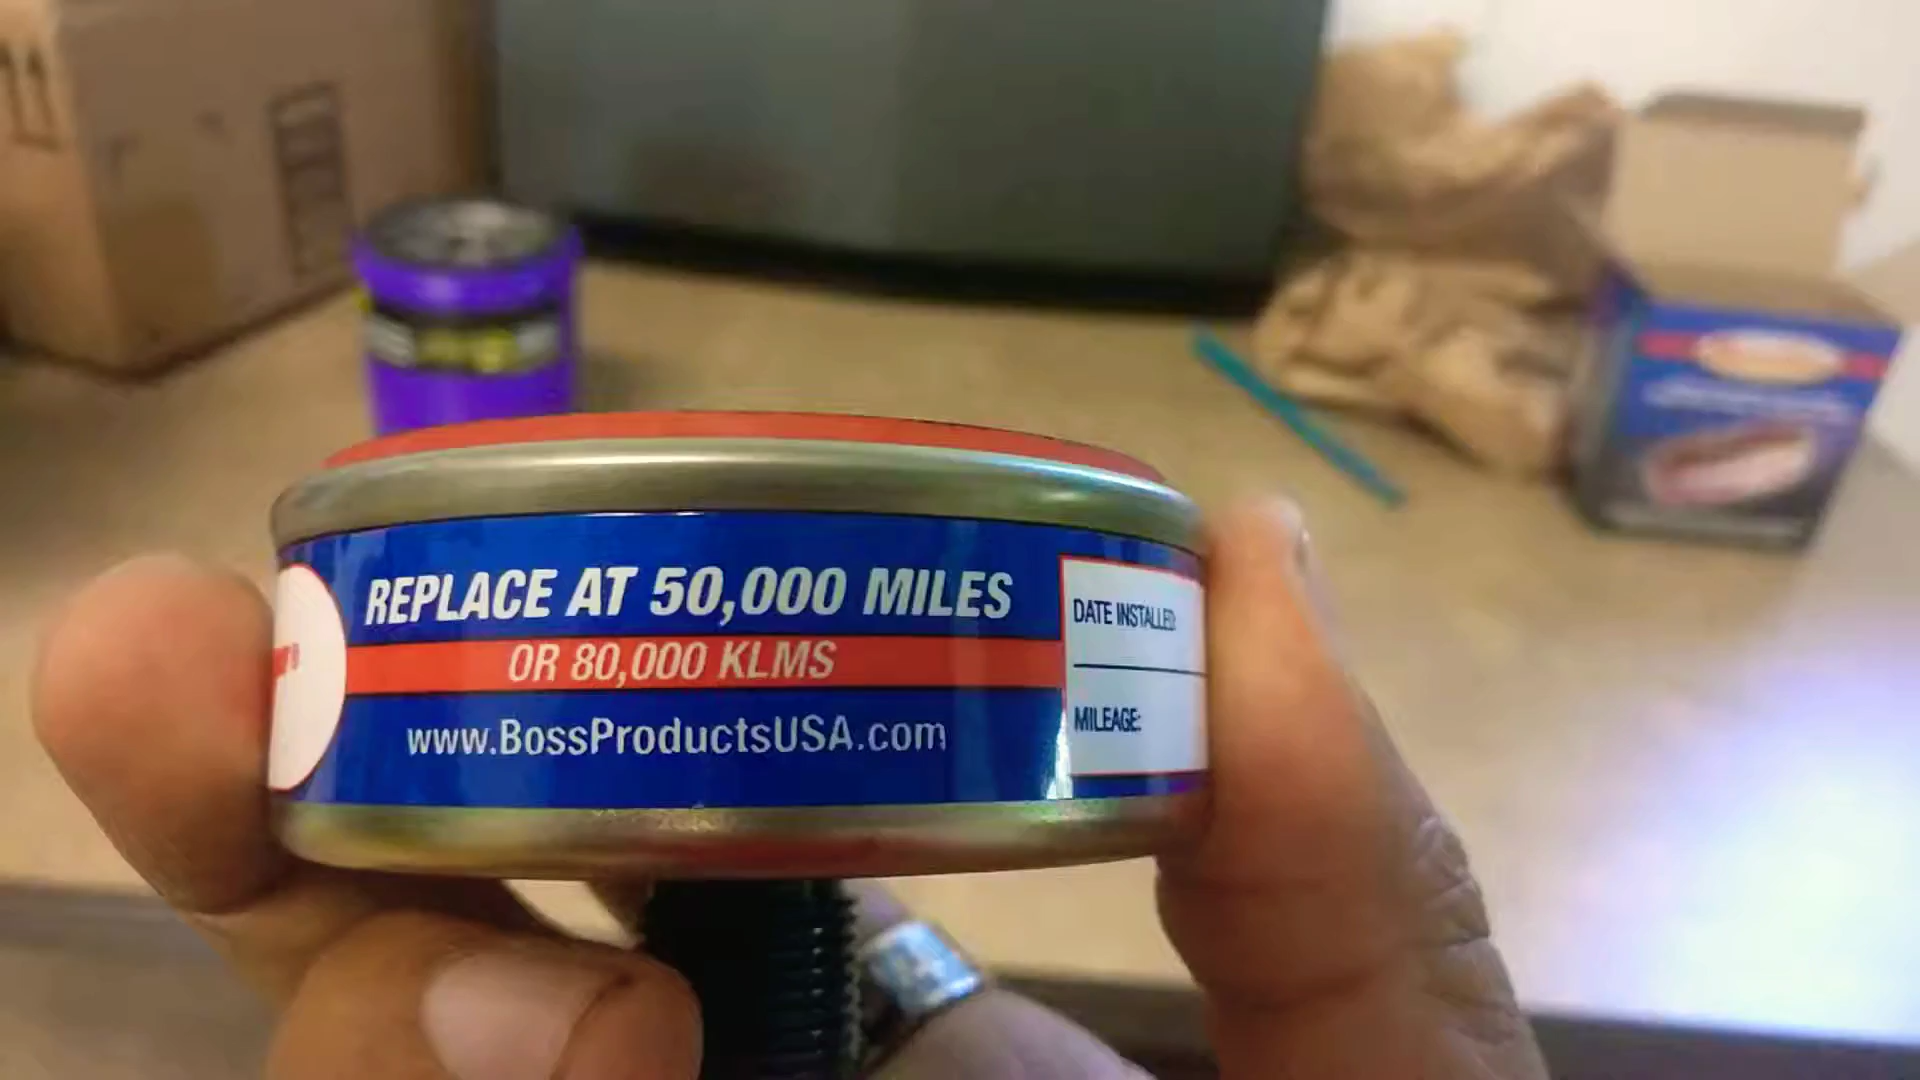 REPLACE AT 50,000 MILES
OR 80,000 KLMS
www.BossProductsUSA.com
DATE INSTALLED:
MILEAGE: